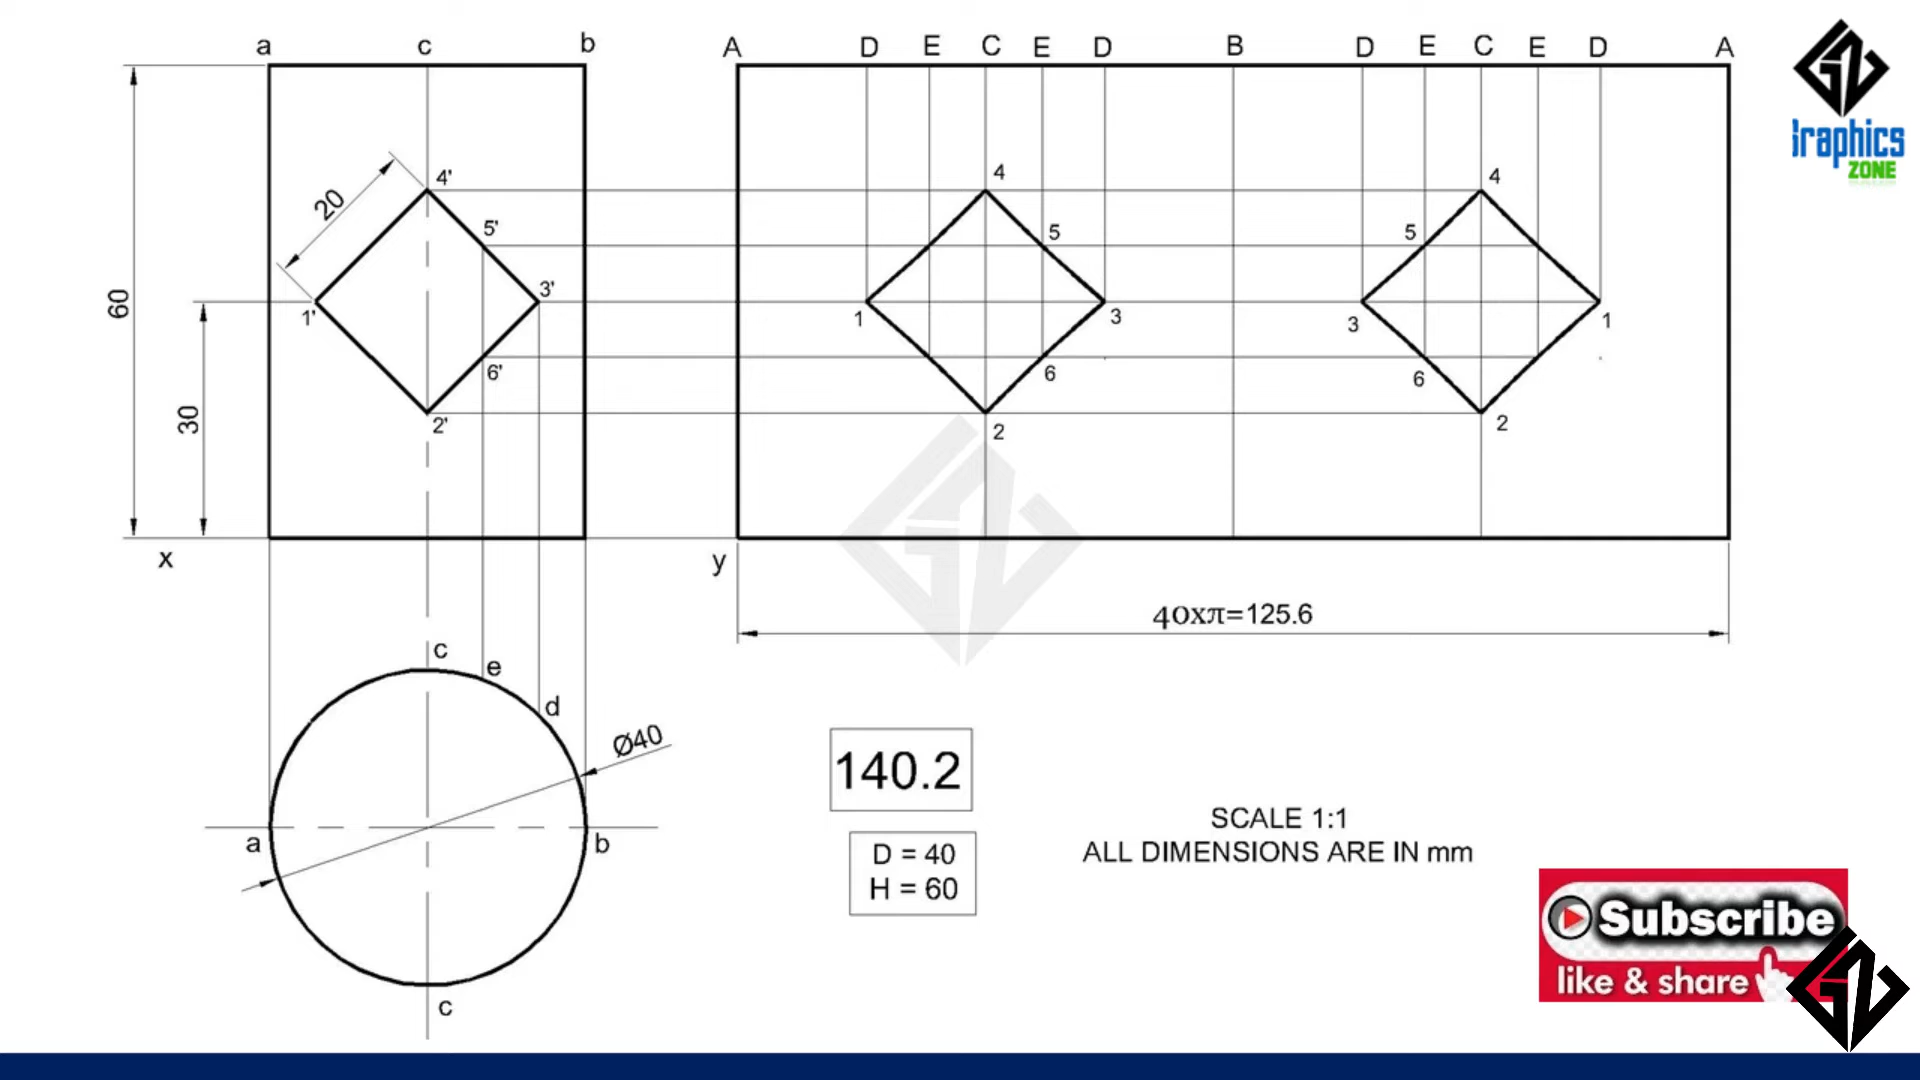 a c b A D E C E D B D E C E D A
20
4'
5'
3'
1'
6'
2'
60
30
4
5
1
3
6
2
4
5
3
1
6
2
x
y
40xπ=125.6
c
e
d
Ø40
a
b
c
140.2
D = 40
H = 60
SCALE 1:1
ALL DIMENSIONS ARE IN mm
Graphics
ZONE
Subscribe
like & share